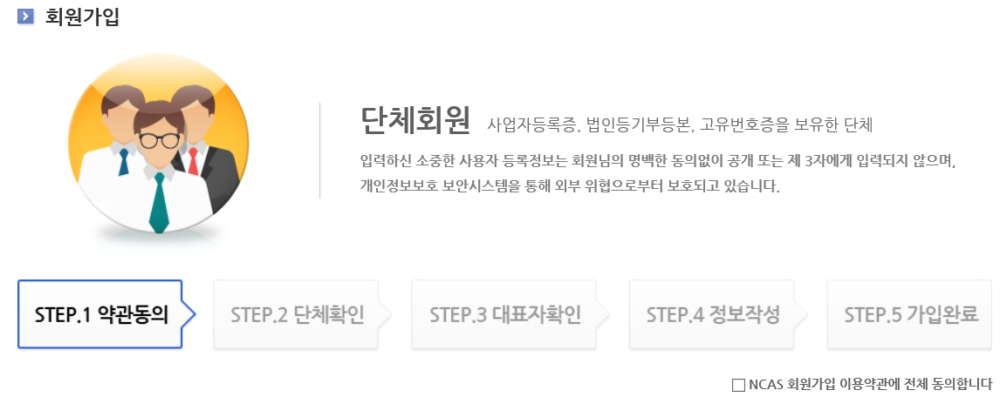 회원가입
단체회원 사업자등록증, 법인등기부등본, 고유번호증을 보유한 단체
입력하신 소중한 사용자 등록정보는 회원님의 명백한 동의없이 공개 또는 제 3자에게 입력되지 않으며,
개인정보보호 보안시스템을 통해 외부 위협으로부터 보호되고 있습니다.
STEP.1 약관동의 STEP.2 단체확인 STEP.3 대표자확인 STEP.4 정보작성 STEP.5 가입완료
NCAS 회원가입 이용약관에 전체 동의합니다